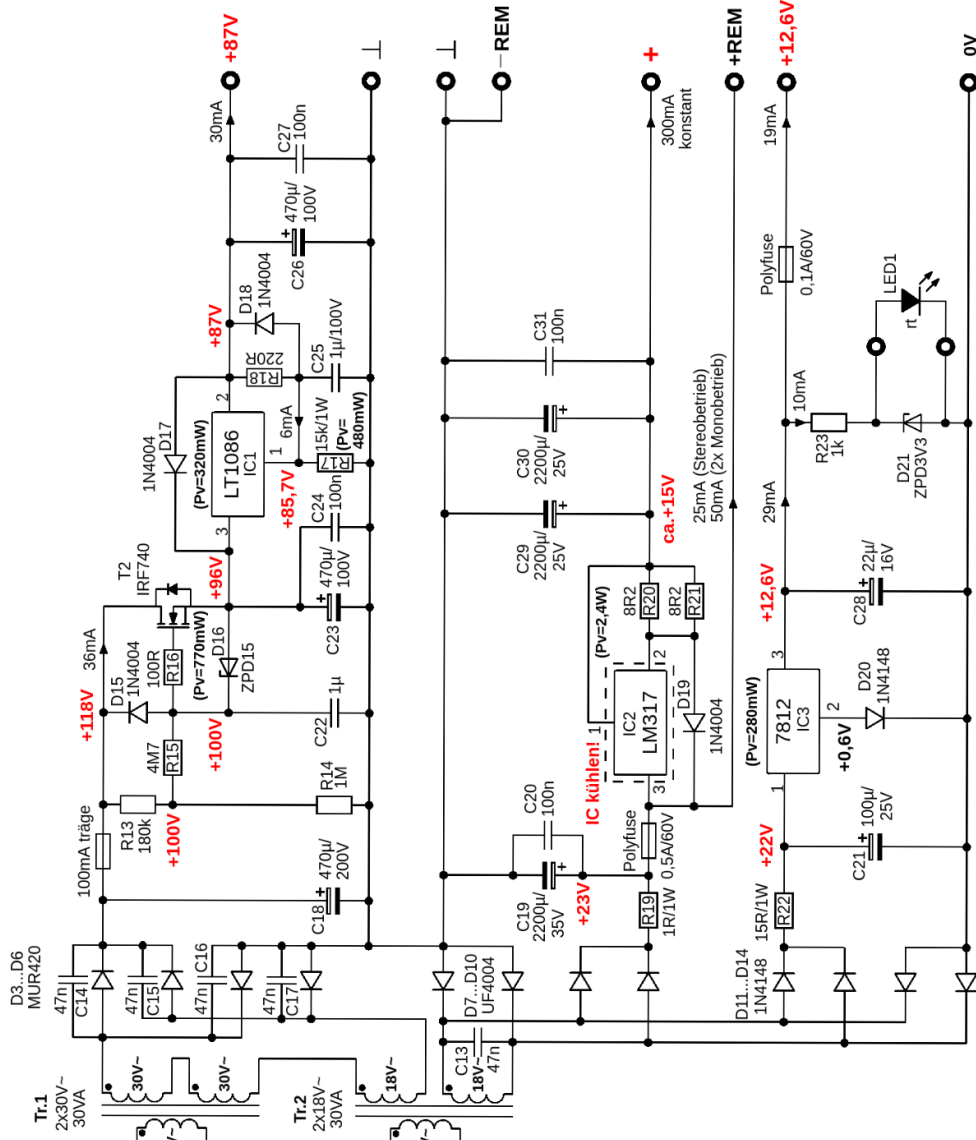 +87V
30mA
C27
100n
470µ/
100V
C26
+
D18
1N4004
+87V
220R
R18
C25
1µ/100V
6mA
15k/1W
R17
(Pv=
480mW)
2
1
3
LT1086
IC1
(Pv=320mW)
D17
1N4004
+85,7V
C24
100n
470µ/
100V
C23
+
+96V
T2
IRF740
(Pv=770mW)
D16
ZPD15
36mA
D15
1N4004
100R
R16
+118V
4M7
R15
+100V
C22
1µ
R14
1M
R13
180k
+100V
100mA träge
470µ/
200V
C18
+
D3...D6
MUR420
47n
C14
47n
C15
47n
C16
47n
C17
Tr.1
2x30V~
30VA
30V~
30V~
V~
⊥
⊥
—REM
+
300mA
konstant
+REM
C31
100n
C30
2200µ/
25V
+
C29
2200µ/
25V
+
ca.+15V
25mA (Stereobetrieb)
50mA (2x Monobetrieb)
8R2
R20
8R2
R21
(Pv=2,4W)
2
1
3
IC2
LM317
D19
1N4004
IC kühlen!
C20
100n
C19
2200µ/
35V
+
+23V
Polyfuse
0,5A/60V
R19
1R/1W
D7...D10
UF4004
C13
47n
Tr.2
2x18V~
30VA
18V~
18V~
V~
+12,6V
0V
19mA
Polyfuse
0,1A/60V
LED1
rt
10mA
R23
1k
D21
ZPD3V3
29mA
+12,6V
22µ/
16V
C28
+
3
2
1
7812
IC3
(Pv=280mW)
+0,6V
D20
1N4148
+22V
100µ/
25V
C21
+
15R/1W
R22
D11...D14
1N4148